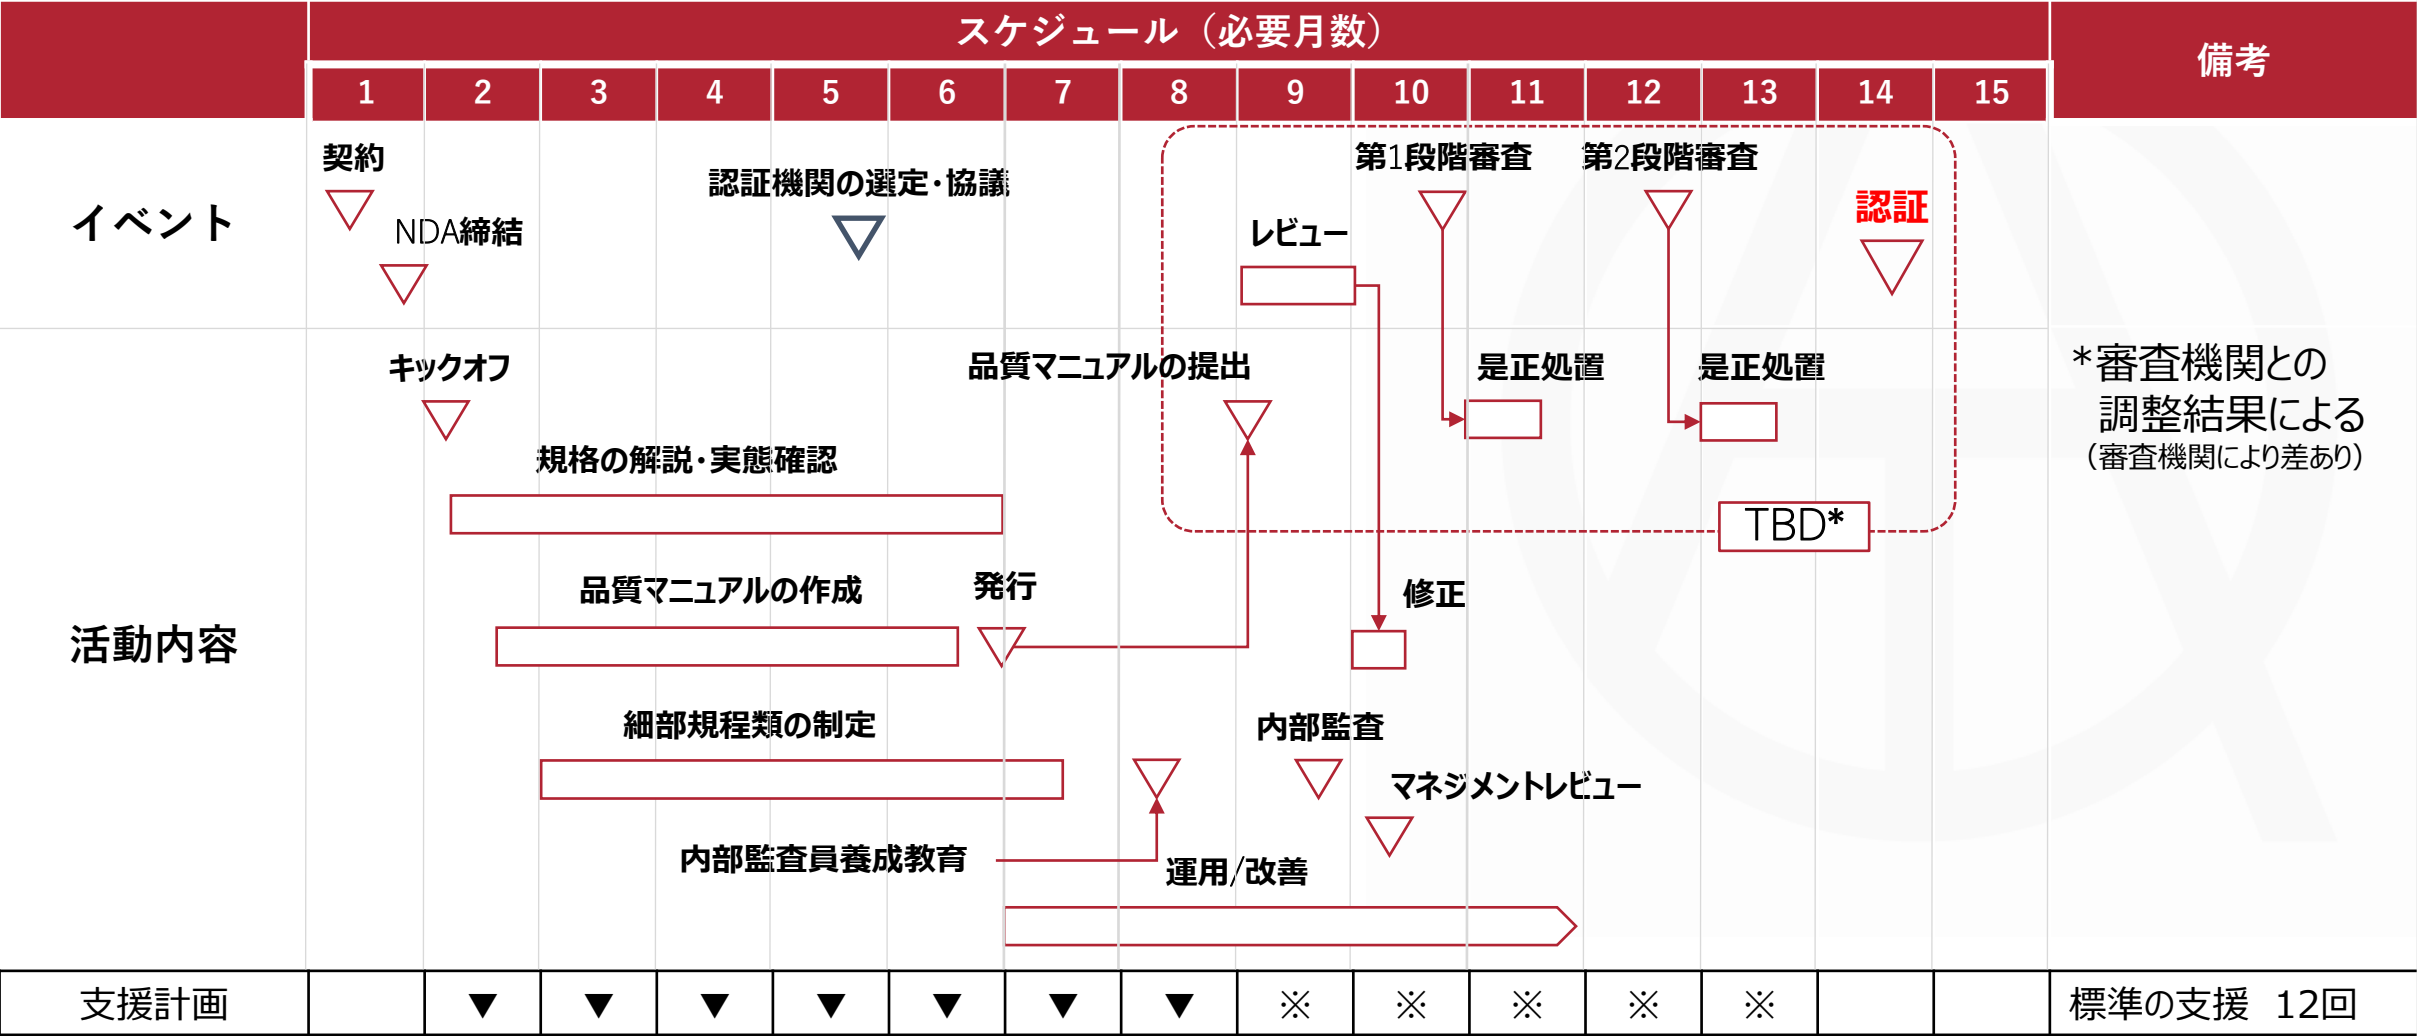 スケジュール（必要月数）
備考
1 2 3 4 5 6 7 8 9 10 11 12 13 14 15
イベント
契約
NDA締結
認証機関の選定・協議
レビュー
第1段階審査
第2段階審査
認証
活動内容
キックオフ
品質マニュアルの提出
是正処置
是正処置
*審査機関との
調整結果による
（審査機関により差あり）
規格の解説・実態確認
TBD*
品質マニュアルの作成
発行
修正
細部規程類の制定
内部監査
マネジメントレビュー
内部監査員養成教育
運用/改善
支援計画 ▼ ▼ ▼ ▼ ▼ ▼ ▼ ※ ※ ※ ※ ※ 標準の支援 12回